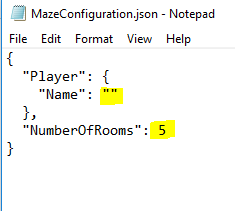 MazeConfiguration.json - Notepad
File Edit Format View Help
{
"Player": {
"Name": ""
},
"NumberOfRooms": 5
}